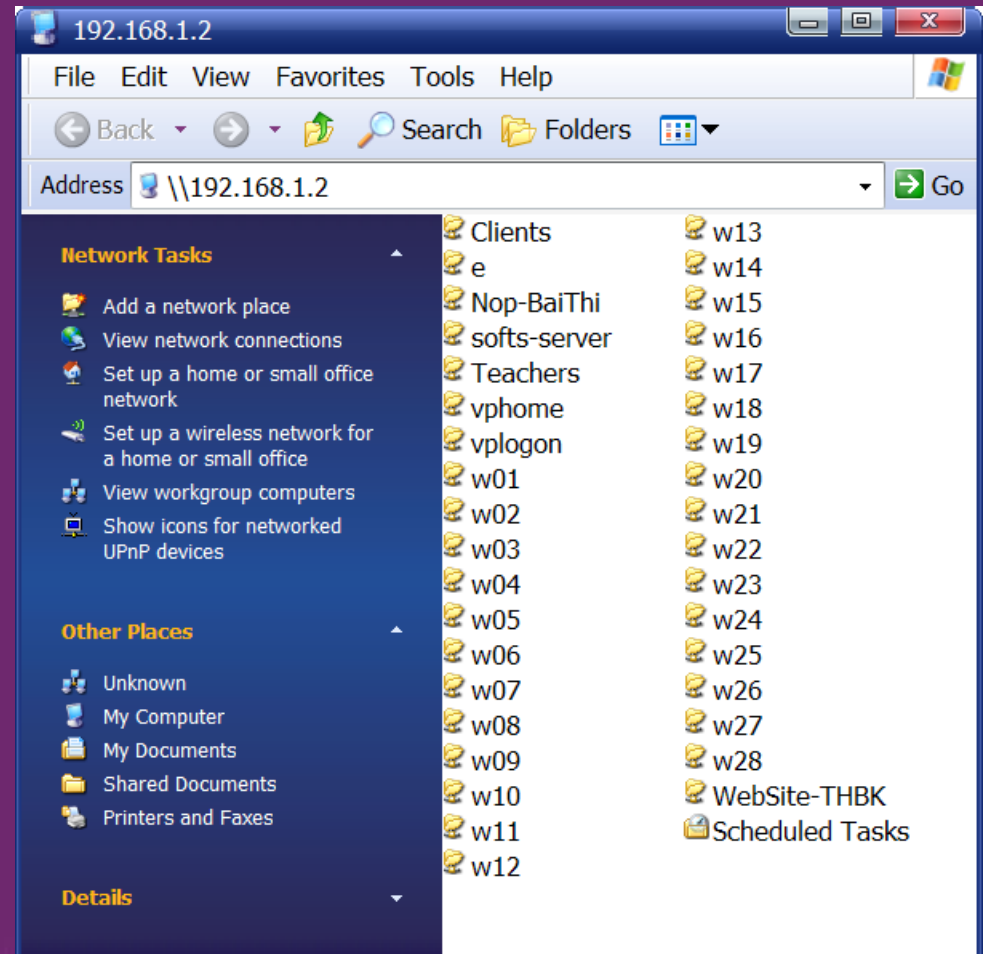 192.168.1.2
File Edit View Favorites Tools Help
Back Search Folders
Address \\192.168.1.2 Go
Network Tasks
Add a network place
View network connections
Set up a home or small office
network
Set up a wireless network for
a home or small office
View workgroup computers
Show icons for networked
UPnP devices
Other Places
Unknown
My Computer
My Documents
Shared Documents
Printers and Faxes
Details
Clients
e
Nop-BaiThi
softs-server
Teachers
vphome
vplogon
w01
w02
w03
w04
w05
w06
w07
w08
w09
w10
w11
w12
w13
w14
w15
w16
w17
w18
w19
w20
w21
w22
w23
w24
w25
w26
w27
w28
WebSite-THBK
Scheduled Tasks